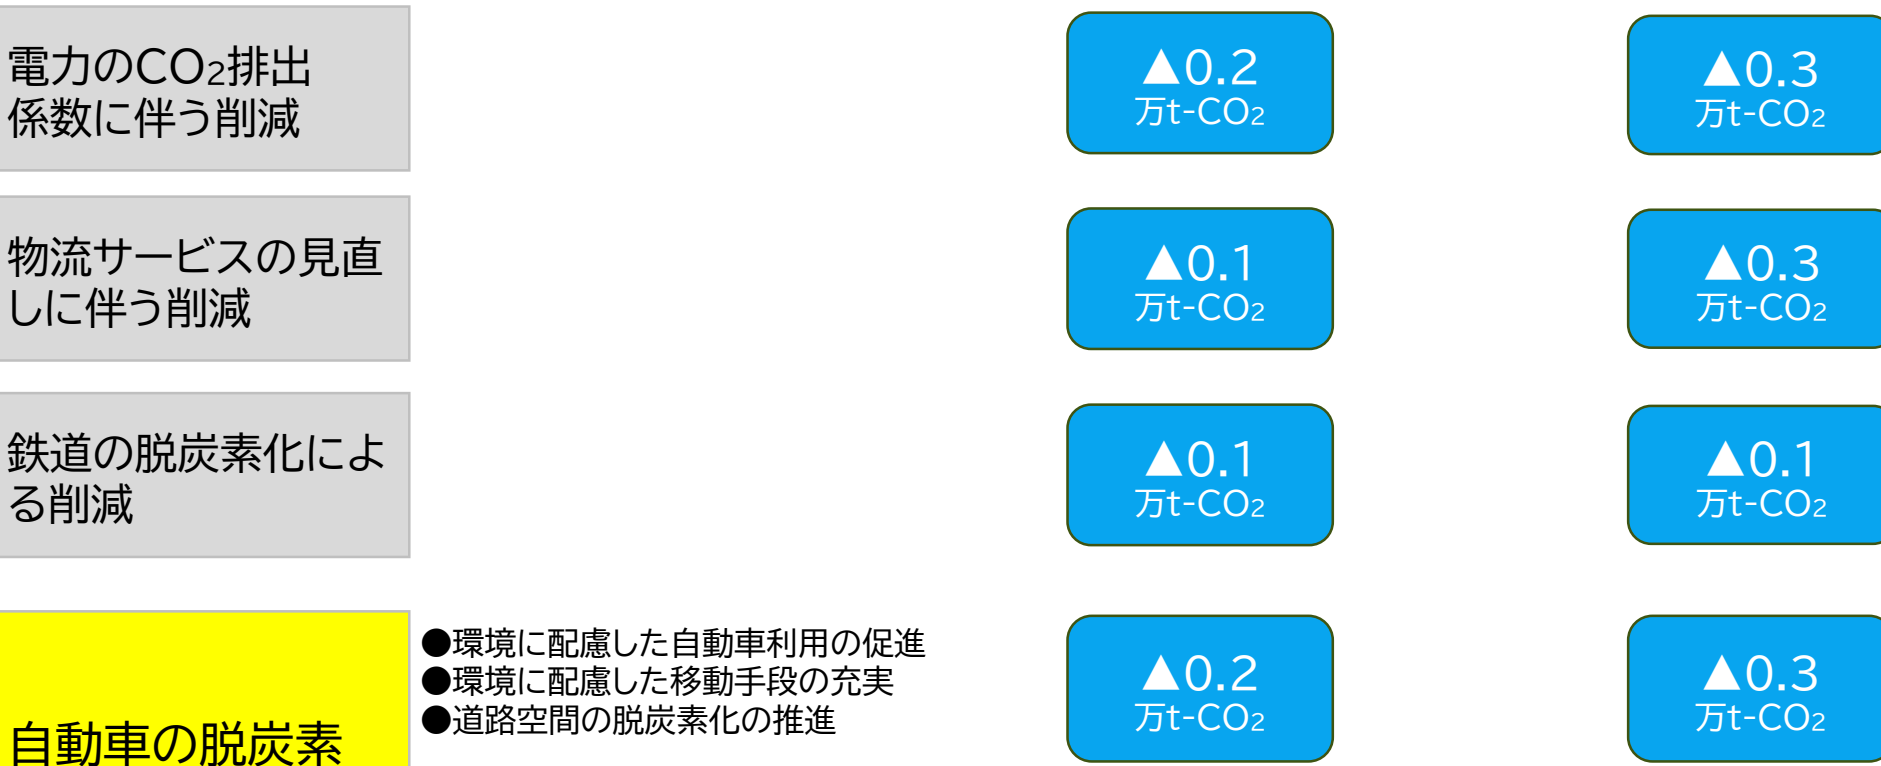 電力のCO₂排出
係数に伴う削減
▲0.2
万t-CO₂
▲0.3
万t-CO₂
物流サービスの見直
しに伴う削減
▲0.1
万t-CO₂
▲0.3
万t-CO₂
鉄道の脱炭素化によ
る削減
▲0.1
万t-CO₂
▲0.1
万t-CO₂
自動車の脱炭素
●環境に配慮した自動車利用の促進
●環境に配慮した移動手段の充実
●道路空間の脱炭素化の推進
▲0.2
万t-CO₂
▲0.3
万t-CO₂